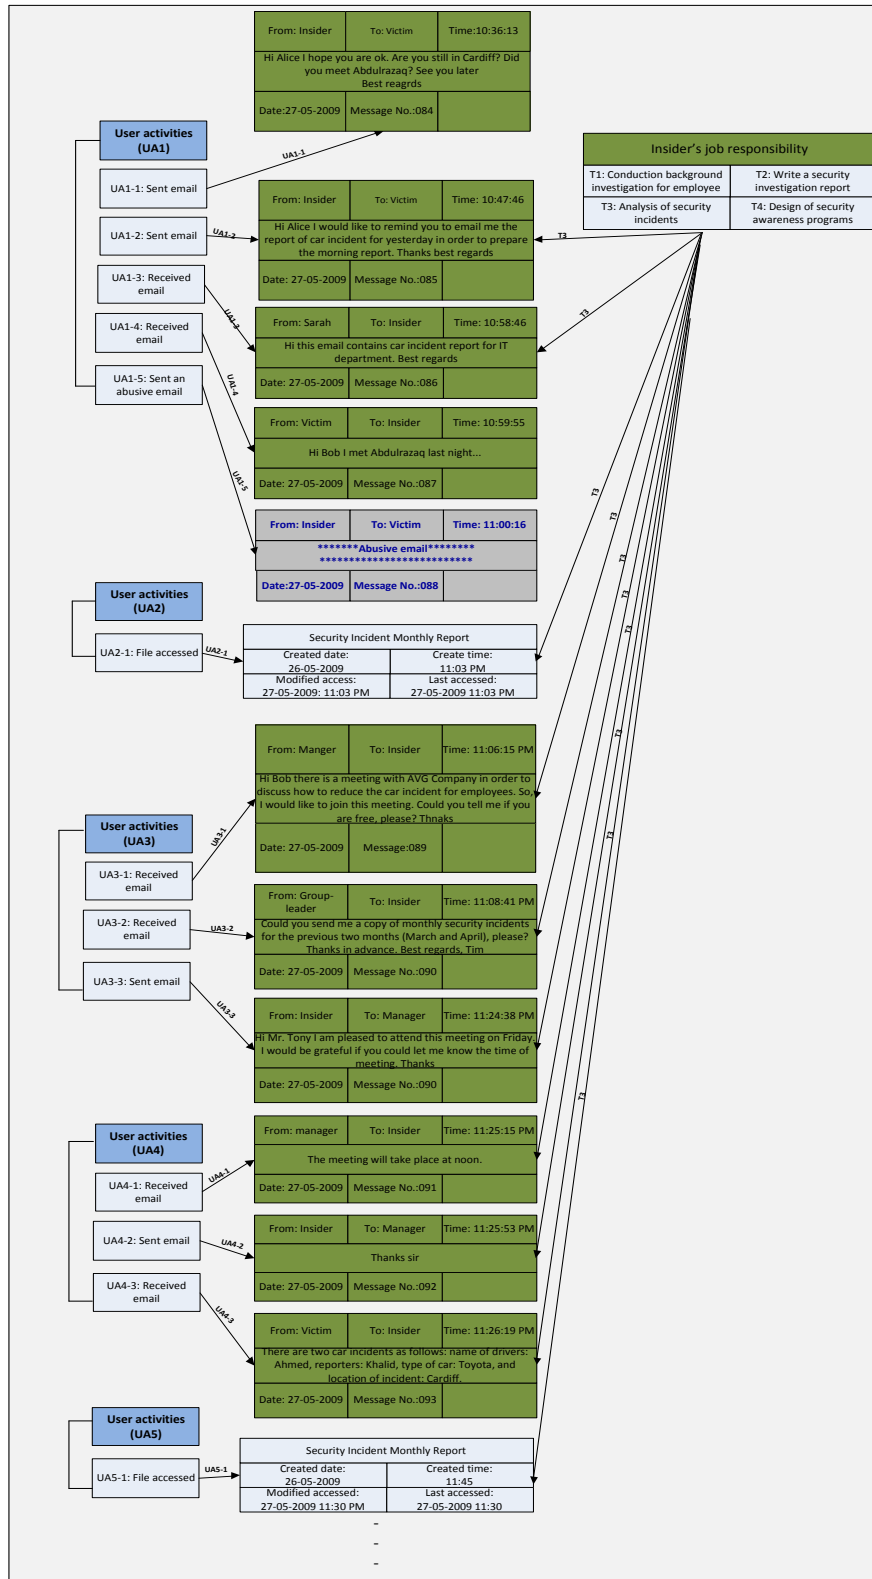 From: Insider To: Victim Time:10:36:13
Hi Alice I hope you are ok. Are you still in Cardiff? Did
you meet Abdulrazaq? See you later
Best reagrds
Date:27-05-2009 Message No.:084
User activities
(UA1)
UA1-1
UA1-1: Sent email
Insider's job responsibility
T1: Conduction background
investigation for employee
T2: Write a security
investigation report
T3: Analysis of security
incidents
T4: Design of security
awareness programs
From: Insider To: Victim Time: 10:47:46
UA1-2: Sent email
UA1-2
Hi Alice I would like to remind you to email me the
report of car incident for yesterday in order to prepare
the morning report. Thanks best regards
T3
Date: 27-05-2009 Message No.:085
UA1-3: Received
email
UA1-3
From: Sarah To: Insider Time: 10:58:46
T3
Hi this email contains car incident report for IT
department. Best regards
Date: 27-05-2009 Message No.:086
UA1-4: Received
email
UA1-4
From: Victim To: Insider Time: 10:59:55
Hi Bob I met Abdulrazaq last night...
Date: 27-05-2009 Message No.:087
UA1-5: Sent an
abusive email
UA1-5
From: Insider To: Victim Time: 11:00:16
*******Abusive email********
**************************
Date:27-05-2009 Message No.:088
T3
T3
T3
T3
T3
T3
T3
T3
T3
User activities
(UA2)
UA2-1: File accessed
UA2-1
Security Incident Monthly Report
Created date:
26-05-2009
Create time:
11:03 PM
Modified access:
27-05-2009: 11:03 PM
Last accessed:
27-05-2009 11:03 PM
From: Manger To: Insider Time: 11:06:15 PM
Hi Bob there is a meeting with AVG Company in order to
discuss how to reduce the car incident for employees. So,
I would like to join this meeting. Could you tell me if you
are free, please? Thnaks
Date: 27-05-2009 Message:089
User activities
(UA3)
UA3-1
UA3-1: Received
email
From: Group-
leader
To: Insider Time: 11:08:41 PM
UA3-2: Received
email
UA3-2
Could you send me a copy of monthly security incidents
for the previous two months (March and April), please?
Thanks in advance. Best regards, Tim
Date: 27-05-2009 Message No.:090
UA3-3: Sent email
UA3-3
From: Insider To: Manager Time: 11:24:38 PM
Hi Mr. Tony I am pleased to attend this meeting on Friday.
I would be grateful if you could let me know the time of
meeting. Thanks
Date: 27-05-2009 Message No.:090
User activities
(UA4)
UA4-1: Received
email
UA4-1
From: manager To: Insider Time: 11:25:15 PM
The meeting will take place at noon.
Date: 27-05-2009 Message No.:091
UA4-2: Sent email
UA4-2
From: Insider To: Manager Time: 11:25:53 PM
Thanks sir
Date: 27-05-2009 Message No.:092
UA4-3: Received
email
UA4-3
From: Victim To: Insider Time: 11:26:19 PM
There are two car incidents as follows: name of drivers:
Ahmed, reporters: Khalid, type of car: Toyota, and
location of incident: Cardiff.
Date: 27-05-2009 Message No.:093
User activities
(UA5)
UA5-1: File accessed
UA5-1
Security Incident Monthly Report
Created date:
26-05-2009
Created time:
11:45
Modified accessed:
27-05-2009 11:30 PM
Last accessed:
27-05-2009 11:30
-
-
-